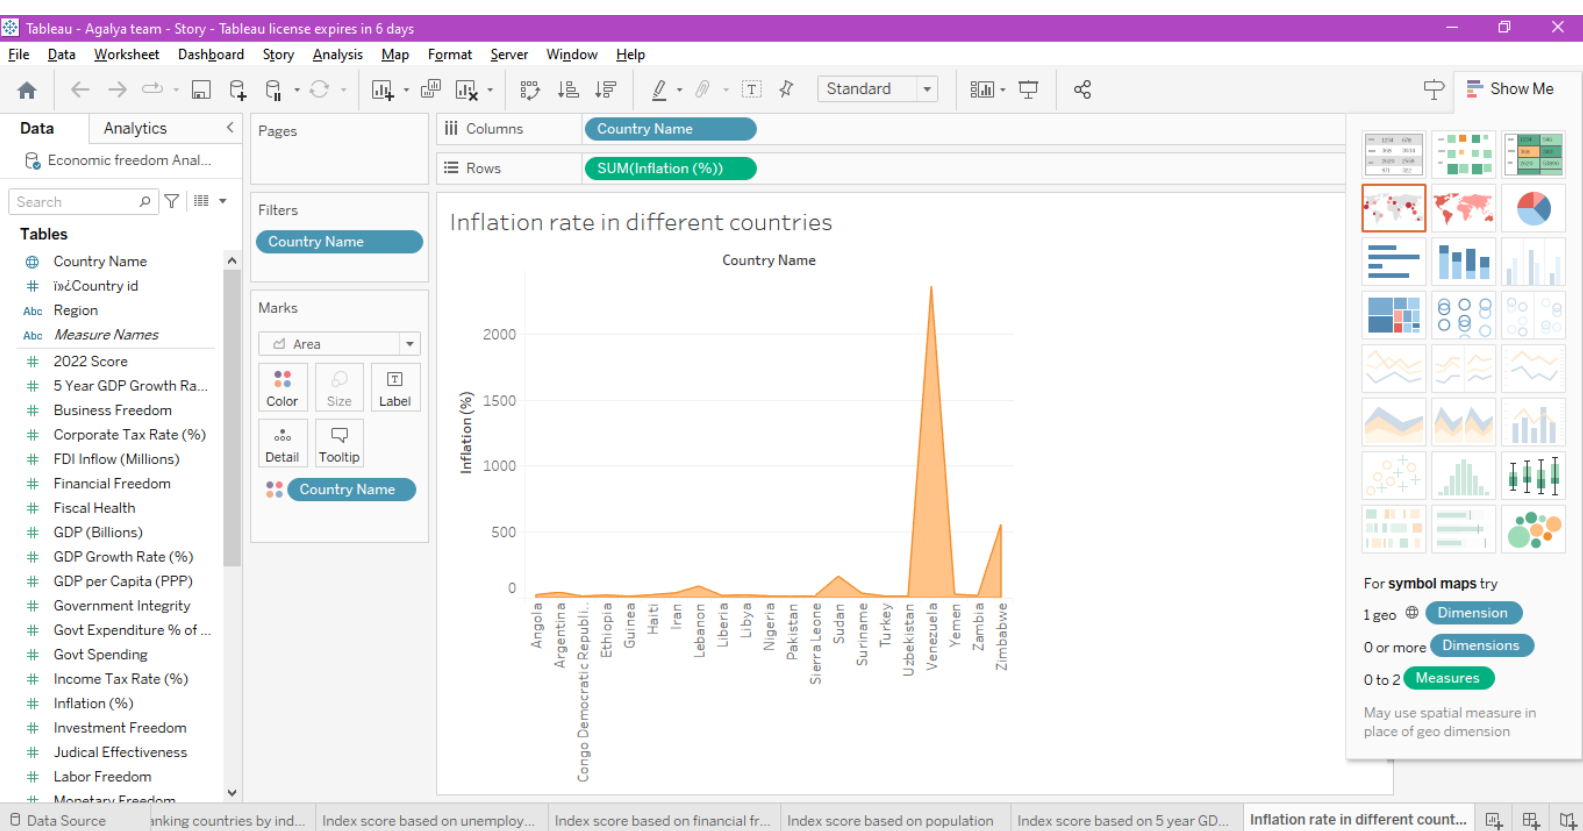 Tableau - Agalya team - Story - Tableau license expires in 6 days
File Data Worksheet Dashboard Story Analysis Map Format Server Window Help
Standard
Show Me
Data Analytics
Economic freedom Anal...
Search
Tables
Country Name
ï»¿Country id
Abc Region
Abc Measure Names
2022 Score
5 Year GDP Growth Ra...
Business Freedom
Corporate Tax Rate (%)
FDI Inflow (Millions)
Financial Freedom
Fiscal Health
GDP (Billions)
GDP Growth Rate (%)
GDP per Capita (PPP)
Government Integrity
Govt Expenditure % of ...
Govt Spending
Income Tax Rate (%)
Inflation (%)
Investment Freedom
Judical Effectiveness
Labor Freedom
Monetary Freedom
Pages
Filters
Country Name
Marks
Area
Color Size Label
Detail Tooltip
Country Name
Columns Country Name
Rows SUM(Inflation (%))
Inflation rate in different countries
Country Name
Inflation (%)
2000
1500
1000
500
0
Angola
Argentina
Congo Democratic Republi..
Ethiopia
Guinea
Haiti
Iran
Lebanon
Liberia
Libya
Nigeria
Pakistan
Sierra Leone
Sudan
Suriname
Turkey
Uzbekistan
Venezuela
Yemen
Zambia
Zimbabwe
For symbol maps try
1 geo Dimension
0 or more Dimensions
0 to 2 Measures
May use spatial measure in
place of geo dimension
Data Source
anking countries by ind...
Index score based on unemploy...
Index score based on financial fr...
Index score based on population
Index score based on 5 year GD...
Inflation rate in different count...